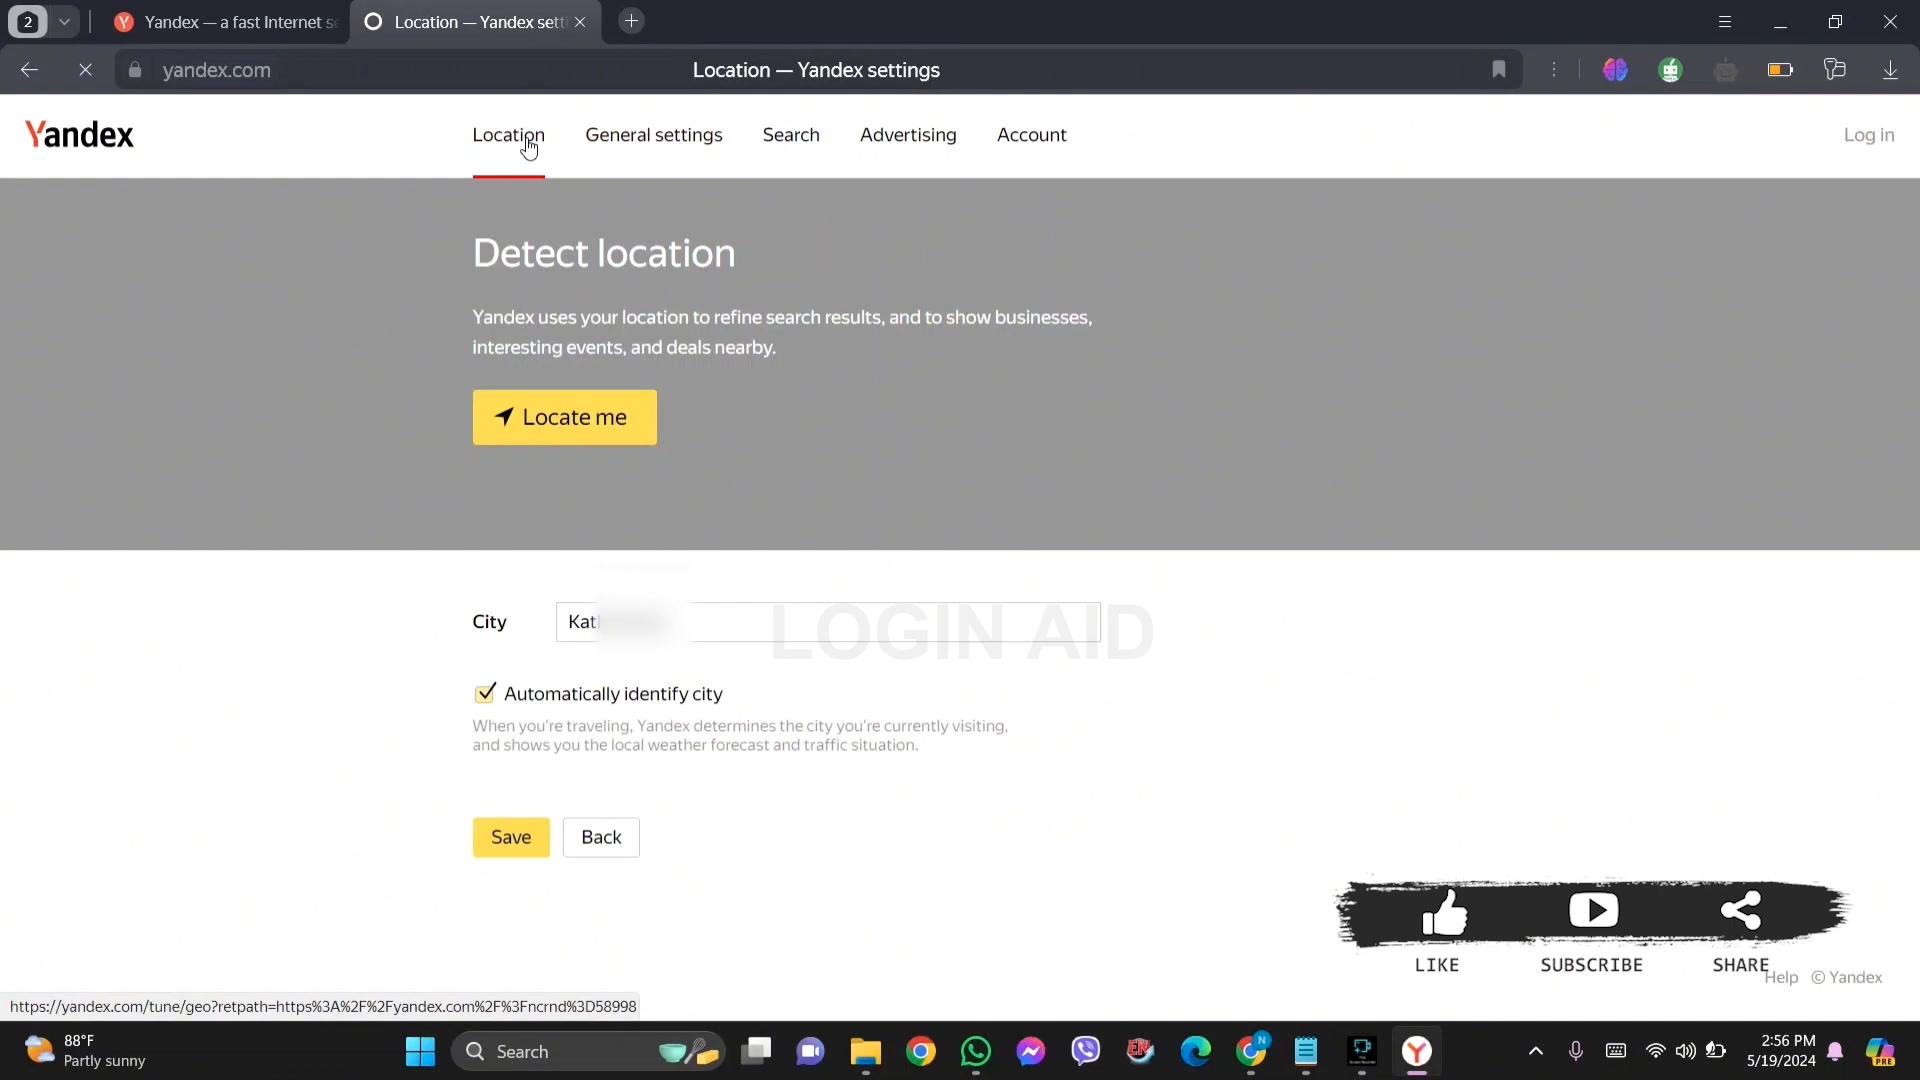 2
Yandex — a fast Internet se
Location — Yandex sett
yandex.com
Location — Yandex settings
Yandex
Location
General settings
Search
Advertising
Account
Log in
Detect location
Yandex uses your location to refine search results, and to show businesses,
interesting events, and deals nearby.
Locate me
City
LOGIN AID
Automatically identify city
When you're traveling, Yandex determines the city you're currently visiting,
and shows you the local weather forecast and traffic situation.
Save
Back
LIKE
SUBSCRIBE
SHARE
Help
© Yandex
https://yandex.com/tune/geo?retpath=https%3A%2F%2Fyandex.com%2F%3Fncrnd%3D58998
88°F
Partly sunny
Search
N
2:56 PM
5/19/2024
PRE